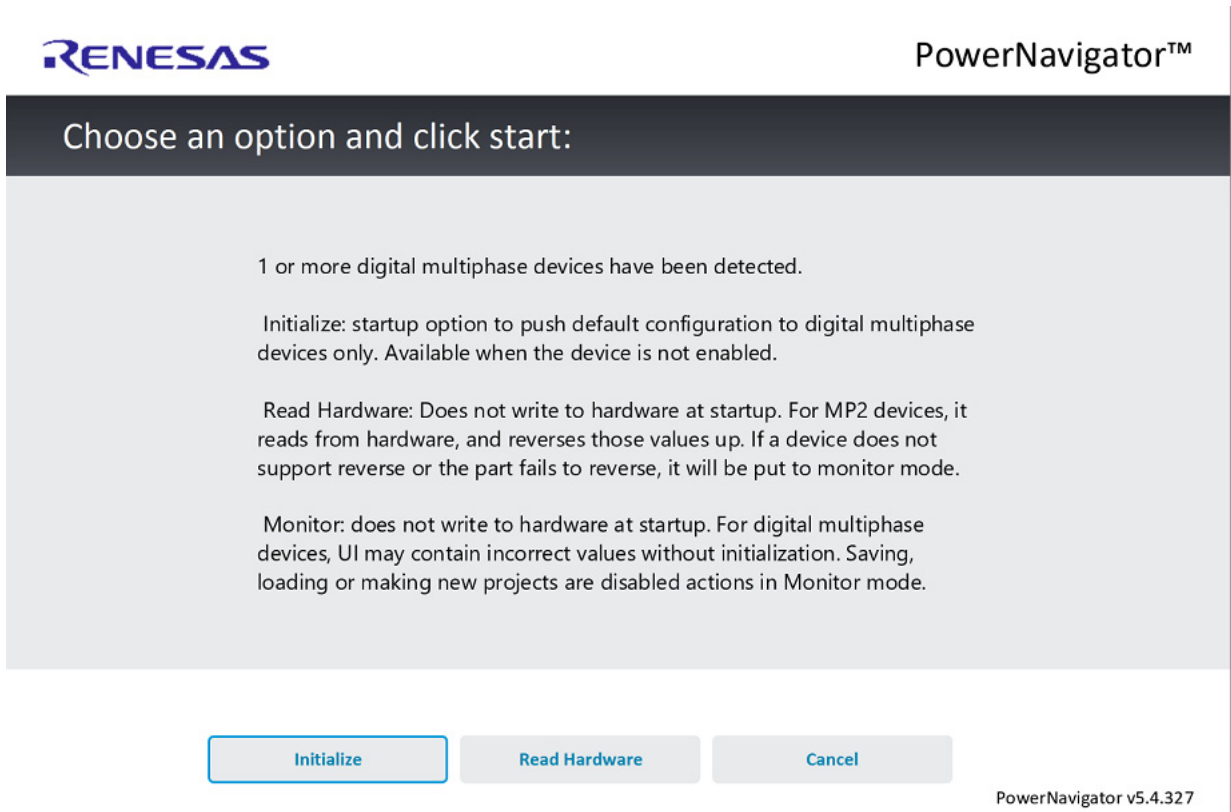 RENESAS
PowerNavigator™
Choose an option and click start:
1 or more digital multiphase devices have been detected.
Initialize: startup option to push default configuration to digital multiphase
devices only. Available when the device is not enabled.
Read Hardware: Does not write to hardware at startup. For MP2 devices, it
reads from hardware, and reverses those values up. If a device does not
support reverse or the part fails to reverse, it will be put to monitor mode.
Monitor: does not write to hardware at startup. For digital multiphase
devices, UI may contain incorrect values without initialization. Saving,
loading or making new projects are disabled actions in Monitor mode.
Initialize
Read Hardware
Cancel
PowerNavigator v5.4.327